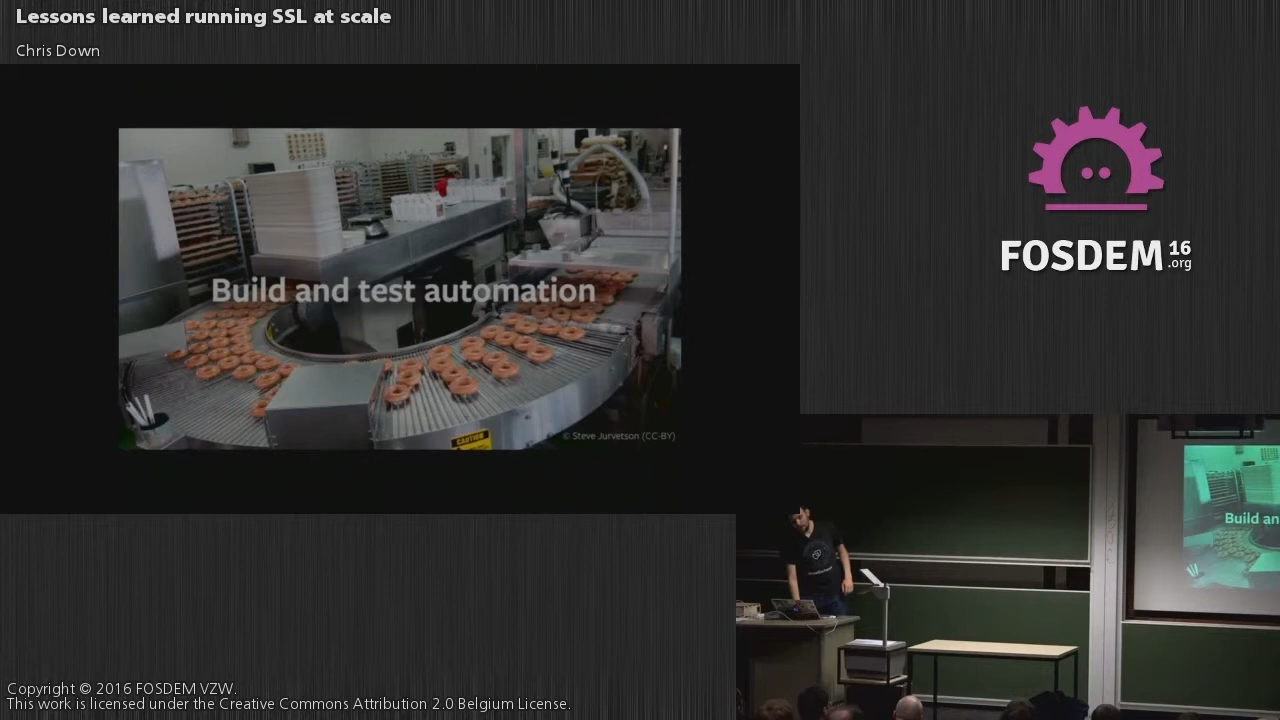 Lessons learned running SSL at scale
Chris Down
Build and test automation
CAUTION
© Steve Jurvetson (CC-BY)
FOSDEM 16
.org
Build an
Copyright © 2016 FOSDEM VZW.
This work is licensed under the Creative Commons Attribution 2.0 Belgium License.